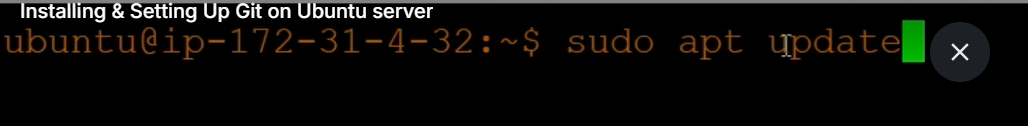 Installing & Setting Up Git on Ubuntu server
ubuntu@ip-172-31-4-32:~$ sudo apt update